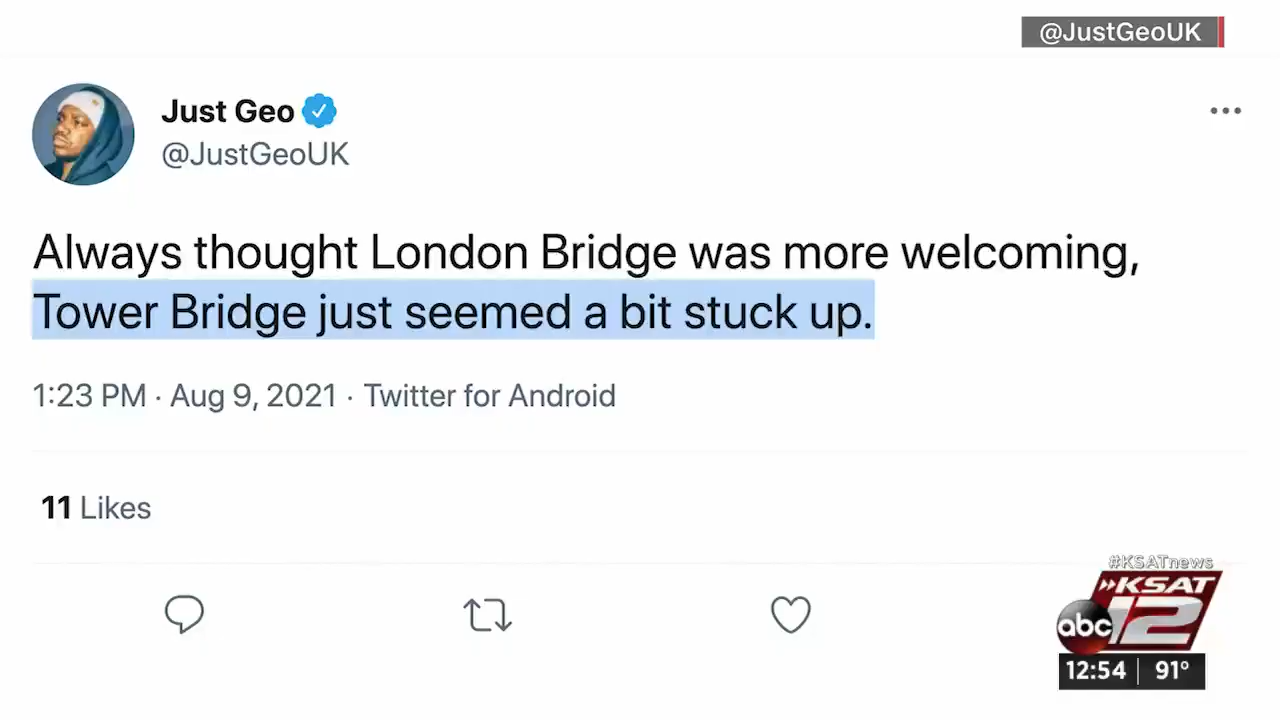 @JustGeoUK
Just Geo
@JustGeoUK
Always thought London Bridge was more welcoming,
Tower Bridge just seemed a bit stuck up.
1:23 PM · Aug 9, 2021 · Twitter for Android
11 Likes
#KSATnews
KSAT
abc 12
12:54 91°